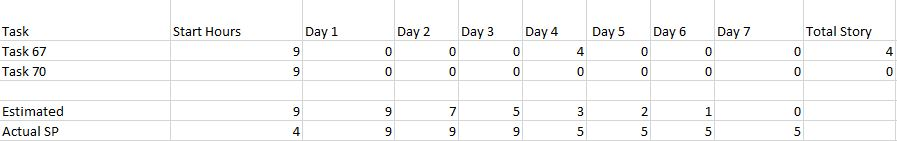 Task Start Hours Day 1 Day 2 Day 3 Day 4 Day 5 Day 6 Day 7 Total Story
Task 67 9 0 0 0 4 0 0 0 4
Task 70 9 0 0 0 0 0 0 0 0
Estimated 9 9 7 5 3 2 1 0
Actual SP 4 9 9 9 5 5 5 5